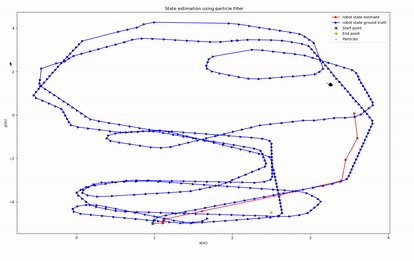 State estimation using particle filter
robot state estimate
robot state ground truth
Start point
End point
Particles
4
2
0
−2
−4
y(m)
0
1
2
3
4
x(m)